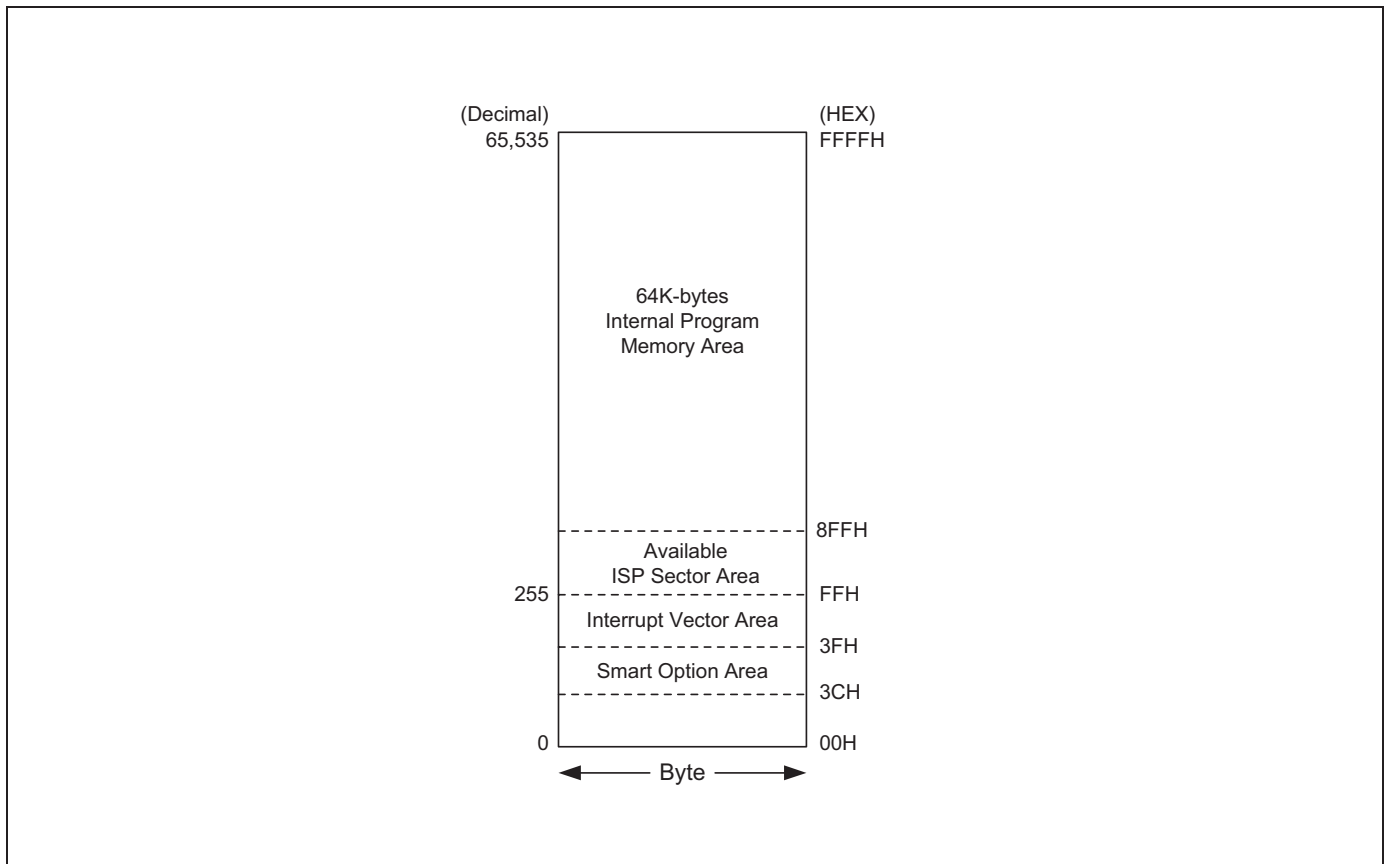 (Decimal)
(HEX)
65,535
FFFFH
64K-bytes
Internal Program
Memory Area
8FFH
Available
ISP Sector Area
255
FFH
Interrupt Vector Area
3FH
Smart Option Area
3CH
0
00H
Byte